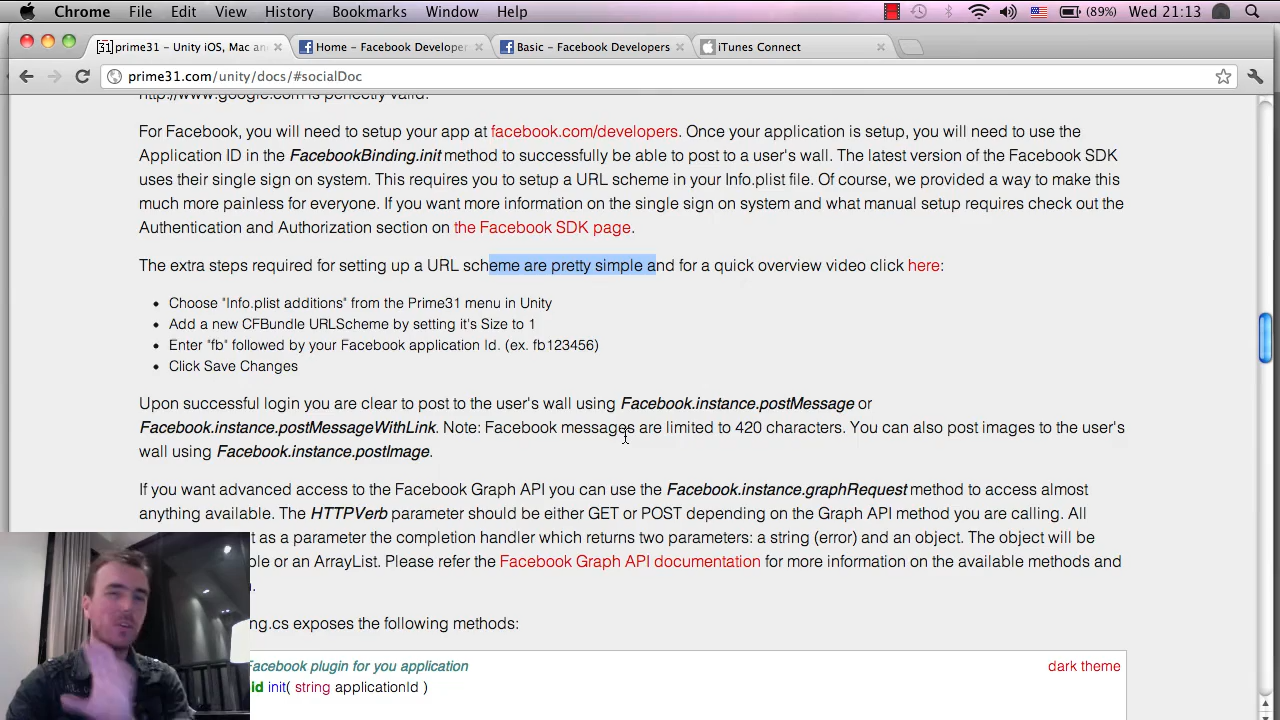 Chrome File Edit View History Bookmarks Window Help (89%) Wed 21:13
prime31 – Unity iOS, Mac an Home – Facebook Developer Basic – Facebook Developers iTunes Connect
prime31.com/unity/docs/#socialDoc
http://www.google.com is perfectly valid.
For Facebook, you will need to setup your app at facebook.com/developers. Once your application is setup, you will need to use the
Application ID in the FacebookBinding.init method to successfully be able to post to a user's wall. The latest version of the Facebook SDK
uses their single sign on system. This requires you to setup a URL scheme in your Info.plist file. Of course, we provided a way to make this
much more painless for everyone. If you want more information on the single sign on system and what manual setup requires check out the
Authentication and Authorization section on the Facebook SDK page.
The extra steps required for setting up a URL scheme are pretty simple and for a quick overview video click here:
• Choose "Info.plist additions" from the Prime31 menu in Unity
• Add a new CFBundle URLScheme by setting it's Size to 1
• Enter "fb" followed by your Facebook application Id. (ex. fb123456)
• Click Save Changes
Upon successful login you are clear to post to the user's wall using Facebook.instance.postMessage or
Facebook.instance.postMessageWithLink. Note: Facebook messages are limited to 420 characters. You can also post images to the user's
wall using Facebook.instance.postImage.
If you want advanced access to the Facebook Graph API you can use the Facebook.instance.graphRequest method to access almost
anything available. The HTTPVerb parameter should be either GET or POST depending on the Graph API method you are calling. All
as a parameter the completion handler which returns two parameters: a string (error) and an object. The object will be
or an ArrayList. Please refer the Facebook Graph API documentation for more information on the available methods and
ng.cs exposes the following methods:
Facebook plugin for you application dark theme
id init( string applicationId )